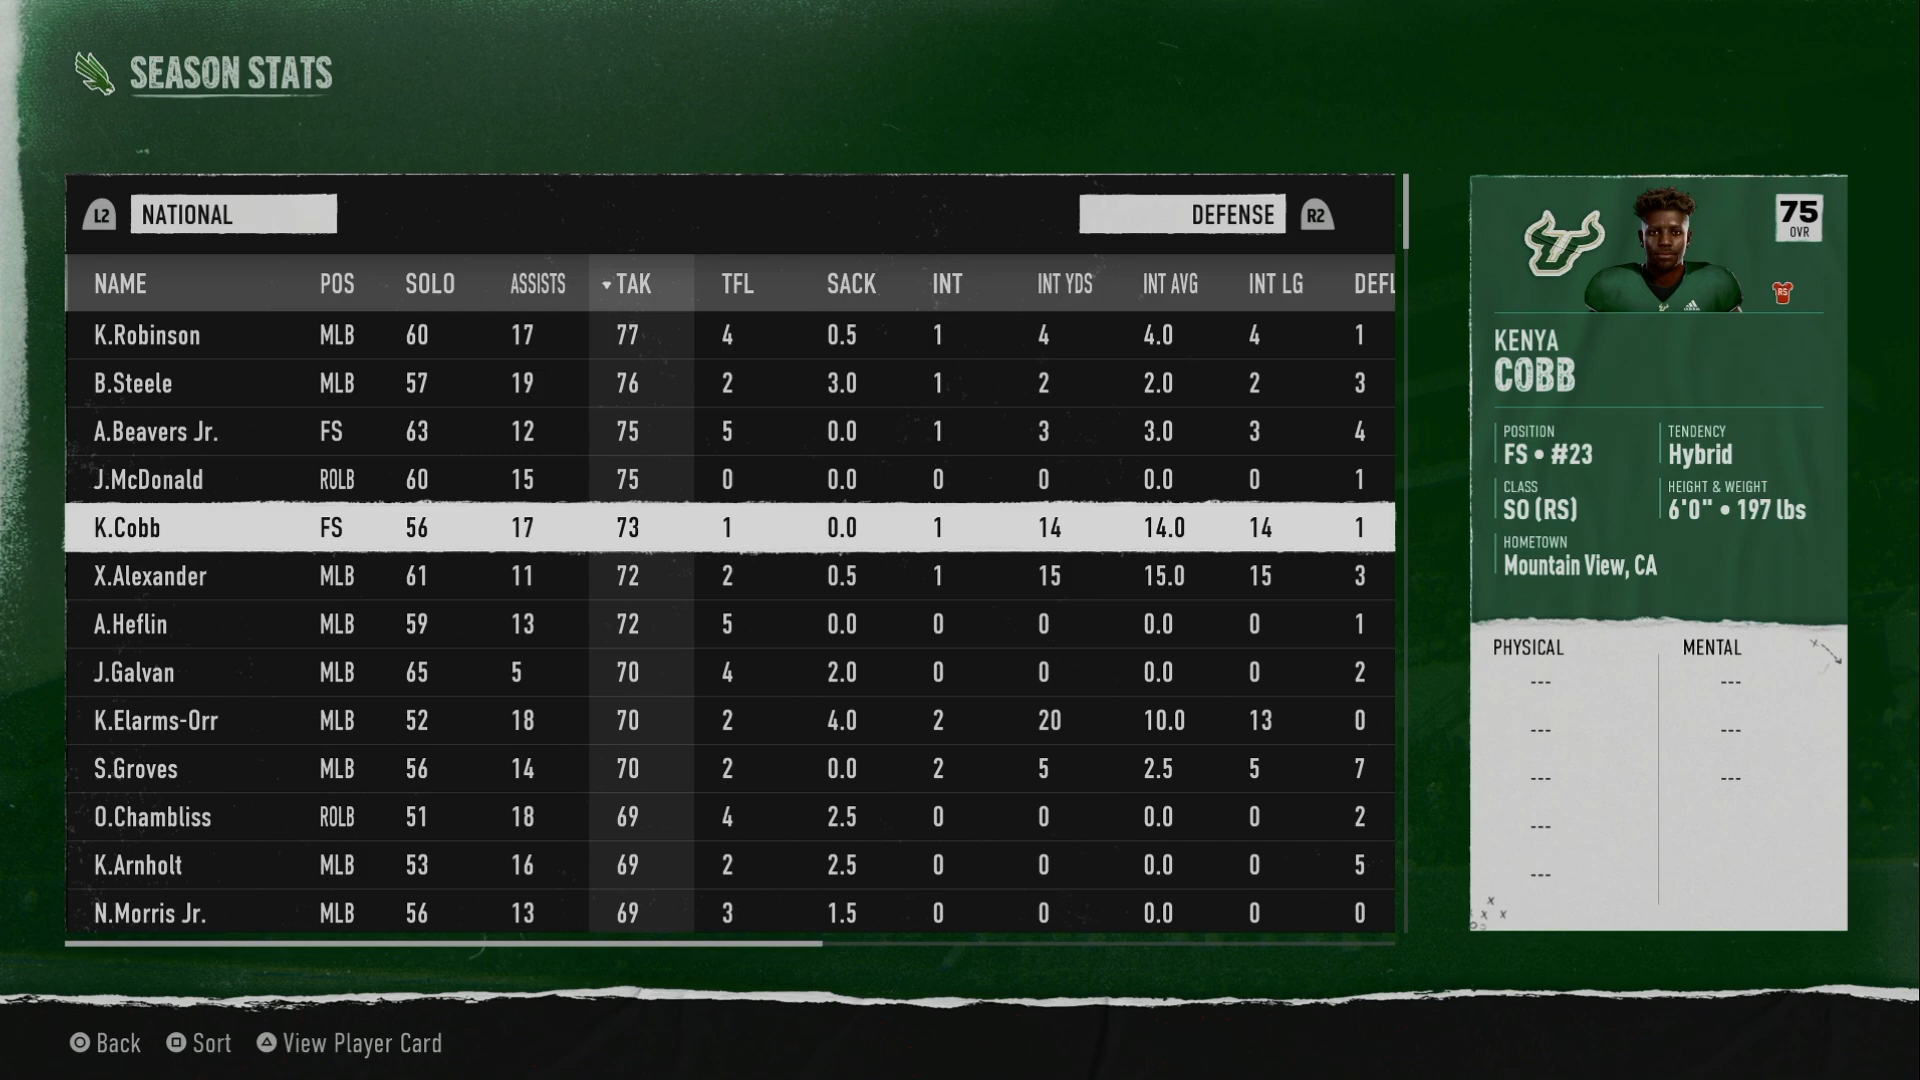 SEASON STATS
L2 NATIONAL DEFENSE R2
NAME POS SOLO ASSISTS TAK TFL SACK INT INT YDS INT AVG INT LG DEFL
K.Robinson MLB 60 17 77 4 0.5 1 4 4.0 4 1
B.Steele MLB 57 19 76 2 3.0 1 2 2.0 2 3
A.Beavers Jr. FS 63 12 75 5 0.0 1 3 3.0 3 4
J.McDonald ROLB 60 15 75 0 0.0 0 0 0.0 0 1
K.Cobb FS 56 17 73 1 0.0 1 14 14.0 14 1
X.Alexander MLB 61 11 72 2 0.5 1 15 15.0 15 3
A.Heflin MLB 59 13 72 5 0.0 0 0 0.0 0 1
J.Galvan MLB 65 5 70 4 2.0 0 0 0.0 0 2
K.Elarms-Orr MLB 52 18 70 2 4.0 2 20 10.0 13 0
S.Groves MLB 56 14 70 2 0.0 2 5 2.5 5 7
O.Chambliss ROLB 51 18 69 4 2.5 0 0 0.0 0 2
K.Arnholt MLB 53 16 69 2 2.5 0 0 0.0 0 5
N.Morris Jr. MLB 56 13 69 3 1.5 0 0 0.0 0 0
75
OVR
RS
KENYA
COBB
POSITION TENDENCY
FS • #23 Hybrid
CLASS HEIGHT & WEIGHT
SO (RS) 6'0" • 197 lbs
HOMETOWN
Mountain View, CA
PHYSICAL MENTAL
--- ---
--- ---
--- ---
---
---
Back Sort View Player Card